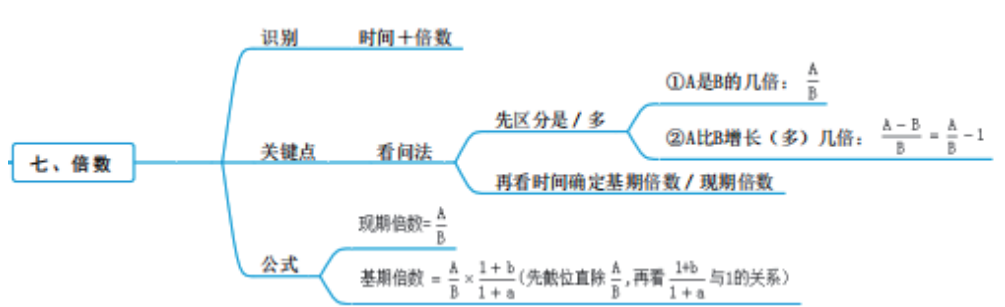 七、倍数
识别
时间＋倍数
关键点
看问法
先区分是/多
①A是B的几倍： A/B
②A比B增长（多）几倍： (A－B)/B = A/B －1
再看时间确定基期倍数/现期倍数
公式
现期倍数= A/B
基期倍数 = A/B × (1+b)/(1+a) (先截位直除 A/B ,再看 (1+b)/(1+a) 与1的关系)